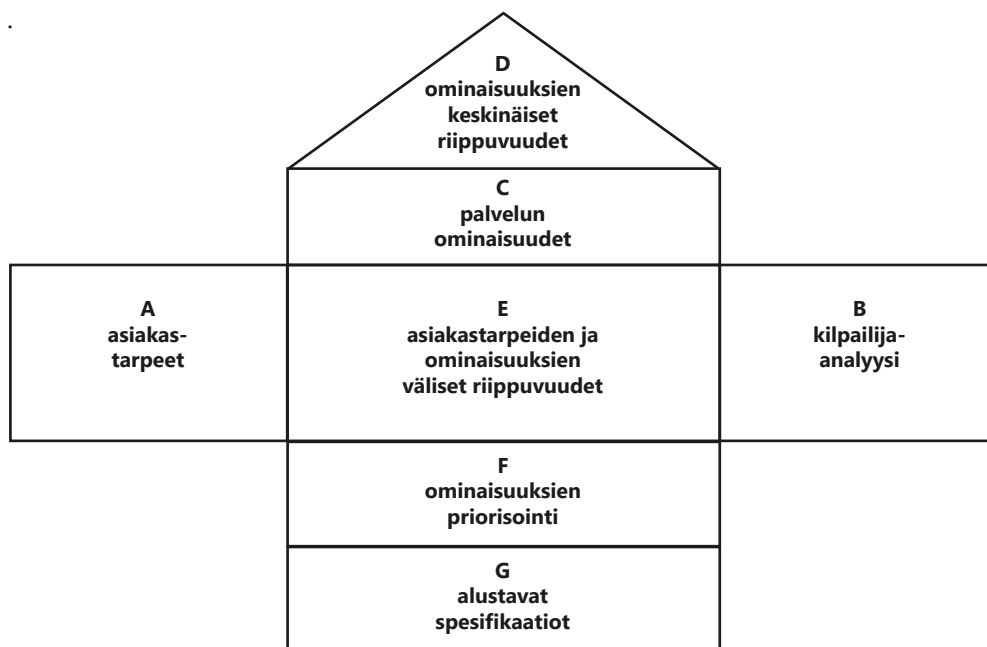 .
D
ominaisuuksien
keskinäiset
riippuvuudet
C
palvelun
ominaisuudet
A
asiakas-
tarpeet
E
asiakastarpeiden ja
ominaisuuksien
väliset riippuvuudet
B
kilpailija-
analyysi
F
ominaisuuksien
priorisointi
G
alustavat
spesifikaatiot